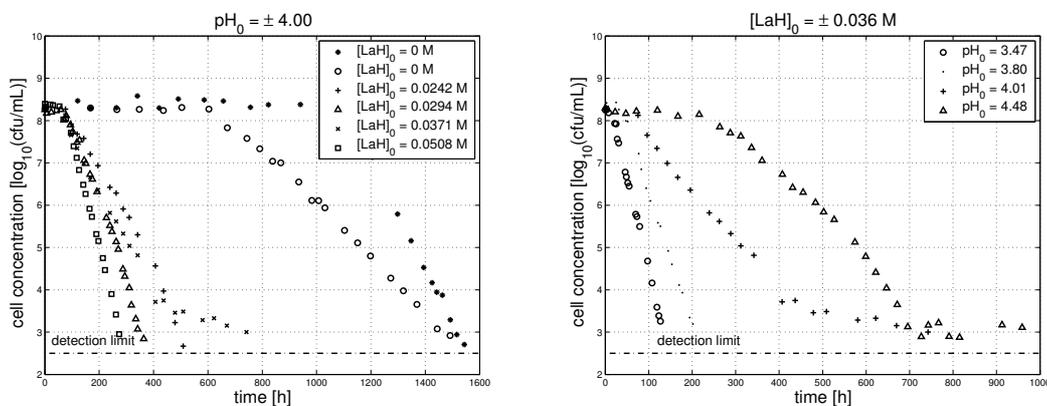 pH0 = ± 4.00
cell concentration [log10(cfu/mL)]
10
9
8
7
6
5
4
3
2
[LaH]0 = 0 M
[LaH]0 = 0 M
[LaH]0 = 0.0242 M
[LaH]0 = 0.0294 M
[LaH]0 = 0.0371 M
[LaH]0 = 0.0508 M
detection limit
0 200 400 600 800 1000 1200 1400 1600
time [h]
[LaH]0 = ± 0.036 M
cell concentration [log10(cfu/mL)]
10
9
8
7
6
5
4
3
2
pH0 = 3.47
pH0 = 3.80
pH0 = 4.01
pH0 = 4.48
detection limit
0 100 200 300 400 500 600 700 800 900 1000
time [h]